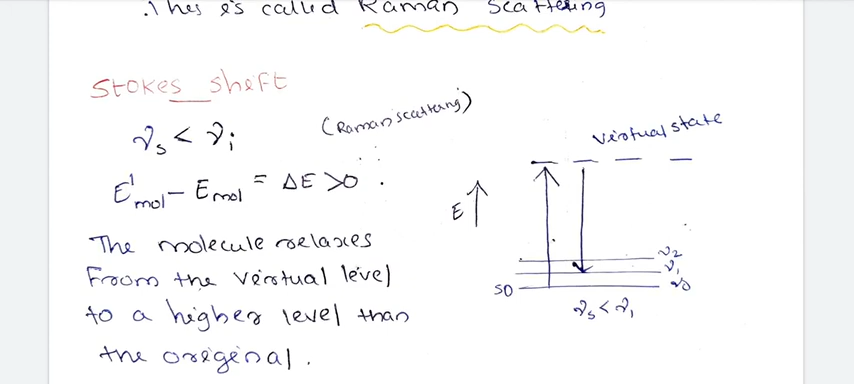 .This is called Raman Scattering
Stokes shift
νs < νi
(Raman scattering)
E'mol - Emol = ΔE >0 .
The molecule relaxes
From the virtual level
to a higher level than
the original.
virtual state
E ↑
ν2
ν1
ν0
S0
νs < νi